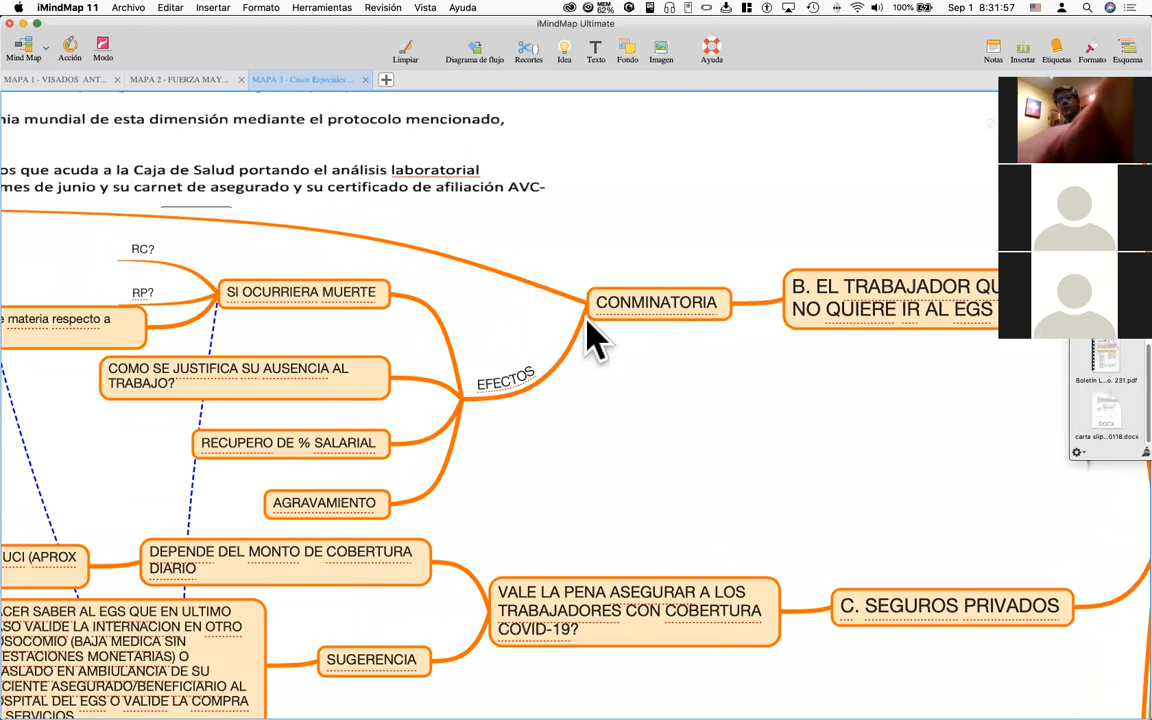 iMindMap 11 Archivo Editar Insertar Formato Herramientas Revisión Vista Ayuda
MEM 62% 100% Sep 1 8:31:57
iMindMap Ultimate
Mind Map Acción Modo Limpiar Diagrama de flujo Recortes Idea Texto Fondo Imagen Ayuda Notas Insertar Etiquetas Formato Esquema
MAPA 1 - VISADOS ANT... MAPA 2 - FUERZA MAY... MAPA 3 - Casos Especiales ...
nia mundial de esta dimensión mediante el protocolo mencionado,
os que acuda a la Caja de Salud portando el análisis laboratorial
mes de junio y su carnet de asegurado y su certificado de afiliación AVC-
RC?
RP?
SI OCURRIERA MUERTE
e materia respecto a
COMO SE JUSTIFICA SU AUSENCIA AL
TRABAJO?
RECUPERO DE % SALARIAL
AGRAVAMIENTO
EFECTOS
CONMINATORIA
B. EL TRABAJADOR QU
NO QUIERE IR AL EGS
Boletín L...o. 231.pdf
DOCX
carta slip...0118.docx
UCI (APROX
DEPENDE DEL MONTO DE COBERTURA
DIARIO
VALE LA PENA ASEGURAR A LOS
TRABAJADORES CON COBERTURA
COVID-19?
C. SEGUROS PRIVADOS
SUGERENCIA
ACER SABER AL EGS QUE EN ULTIMO
ASO VALIDE LA INTERNACION EN OTRO
OSOCOMIO (BAJA MEDICA SIN
ESTACIONES MONETARIAS) O
ASLADO EN AMBULANCIA DE SU
CIENTE ASEGURADO/BENEFICIARIO AL
OSPITAL DEL EGS O VALIDE LA COMPRA
SERVICIOS